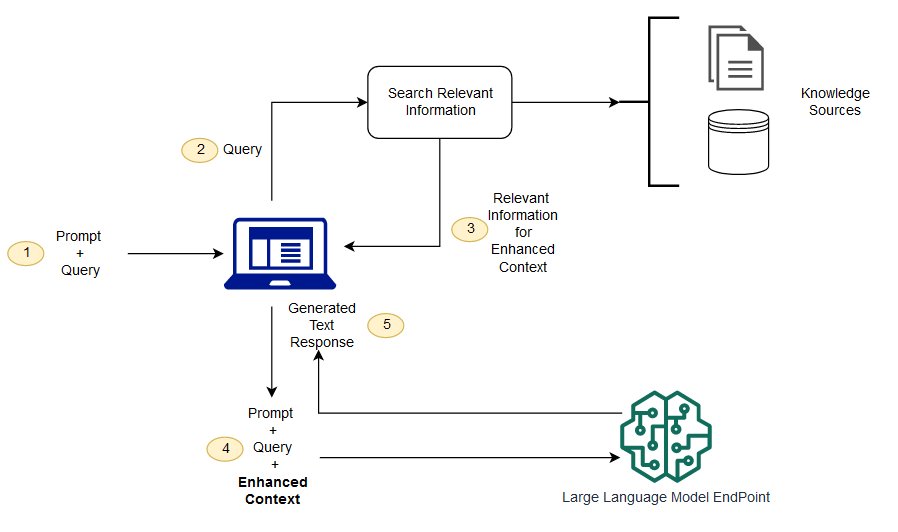 Search Relevant
Information
Knowledge
Sources
2
Query
Relevant
Information
for
Enhanced
Context
3
1
Prompt
+
Query
Generated
Text
Response
5
Prompt
+
Query
+
Enhanced
Context
4
Large Language Model EndPoint